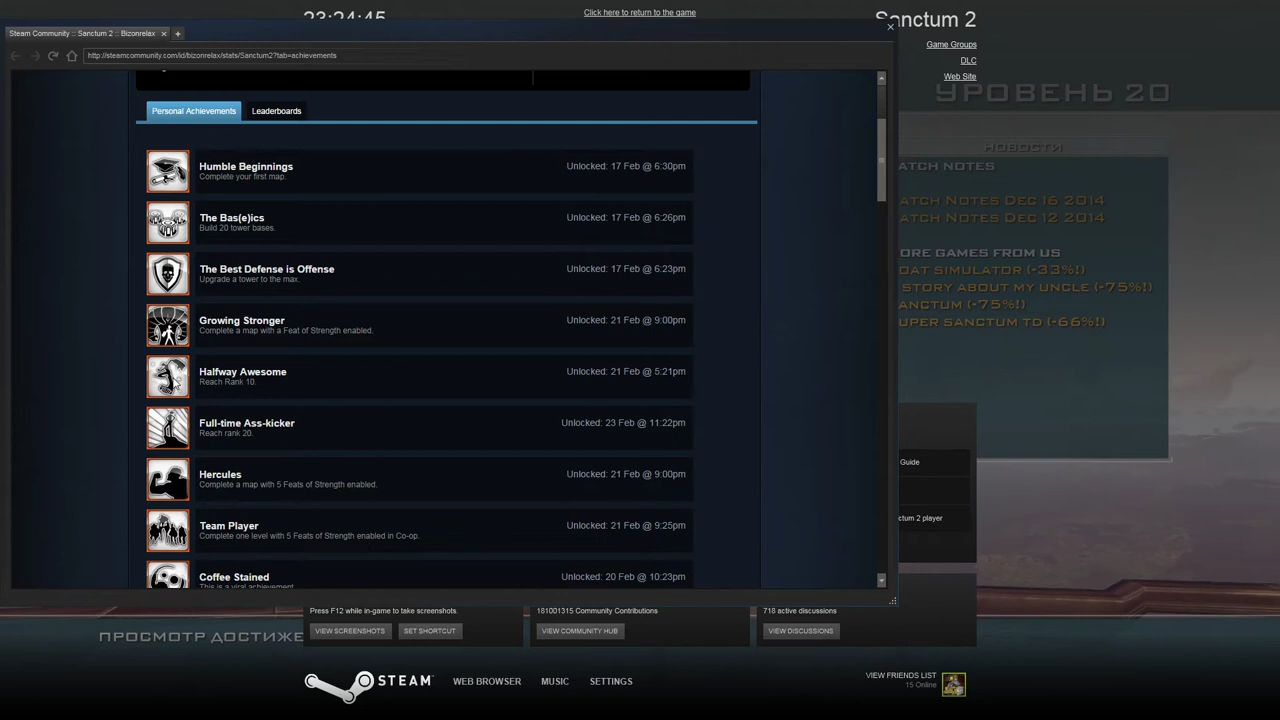 23:24:45
Click here to return to the game
Sanctum 2
Steam Community :: Sanctum 2 :: Bizonrelax
Game Groups
http://steamcommunity.com/id/bizonrelax/stats/Sanctum2?tab=achievements
DLC
Web Site
УРОВЕНЬ 20
Personal Achievements
Leaderboards
НОВОСТИ
Humble Beginnings
Unlocked: 17 Feb @ 6:30pm
Complete your first map.
ATCH NOTES
ATCH NOTES DEC 16 2014
ATCH NOTES DEC 12 2014
The Bas(e)ics
Unlocked: 17 Feb @ 6:26pm
Build 20 tower bases.
ORE GAMES FROM US
OAT SIMULATOR (-33%!)
STORY ABOUT MY UNCLE (-75%!)
ANCTUM (-75%!)
UPER SANCTUM TD (-66%!)
The Best Defense is Offense
Unlocked: 17 Feb @ 6:23pm
Upgrade a tower to the max.
Growing Stronger
Unlocked: 21 Feb @ 9:00pm
Complete a map with a Feat of Strength enabled.
Halfway Awesome
Unlocked: 21 Feb @ 5:21pm
Reach Rank 10.
Full-time Ass-kicker
Unlocked: 23 Feb @ 11:22pm
Reach rank 20.
Guide
Hercules
Unlocked: 21 Feb @ 9:00pm
Complete a map with 5 Feats of Strength enabled.
Team Player
Unlocked: 21 Feb @ 9:25pm
Complete one level with 5 Feats of Strength enabled in Co-op.
nctum 2 player
Coffee Stained
Unlocked: 20 Feb @ 10:23pm
This is a viral achievement.
Press F12 while in-game to take screenshots.
181001315 Community Contributions
718 active discussions
ПРОСМОТР ДОСТИЖЕ
VIEW SCREENSHOTS
SET SHORTCUT
VIEW COMMUNITY HUB
VIEW DISCUSSIONS
STEAM
WEB BROWSER
MUSIC
SETTINGS
VIEW FRIENDS LIST
15 Online